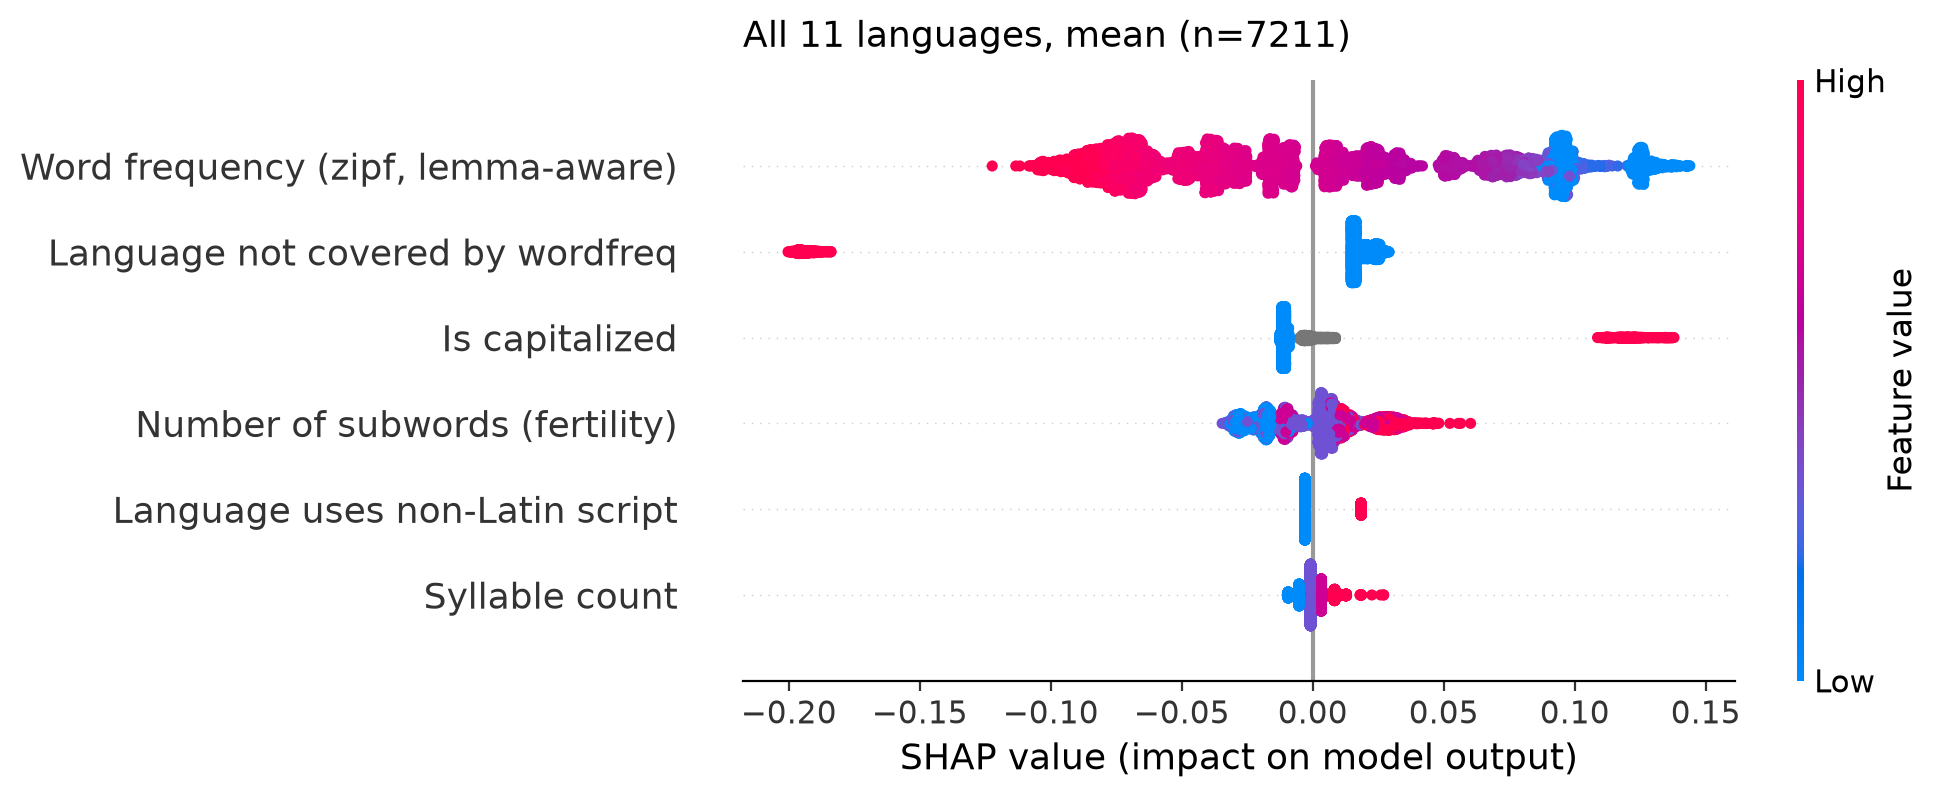 All 11 languages, mean (n=7211)
High
Word frequency (zipf, lemma-aware)
Language not covered by wordfreq
Is capitalized
Number of subwords (fertility)
Language uses non-Latin script
Syllable count
Feature value
Low
−0.20 −0.15 −0.10 −0.05 0.00 0.05 0.10 0.15
SHAP value (impact on model output)